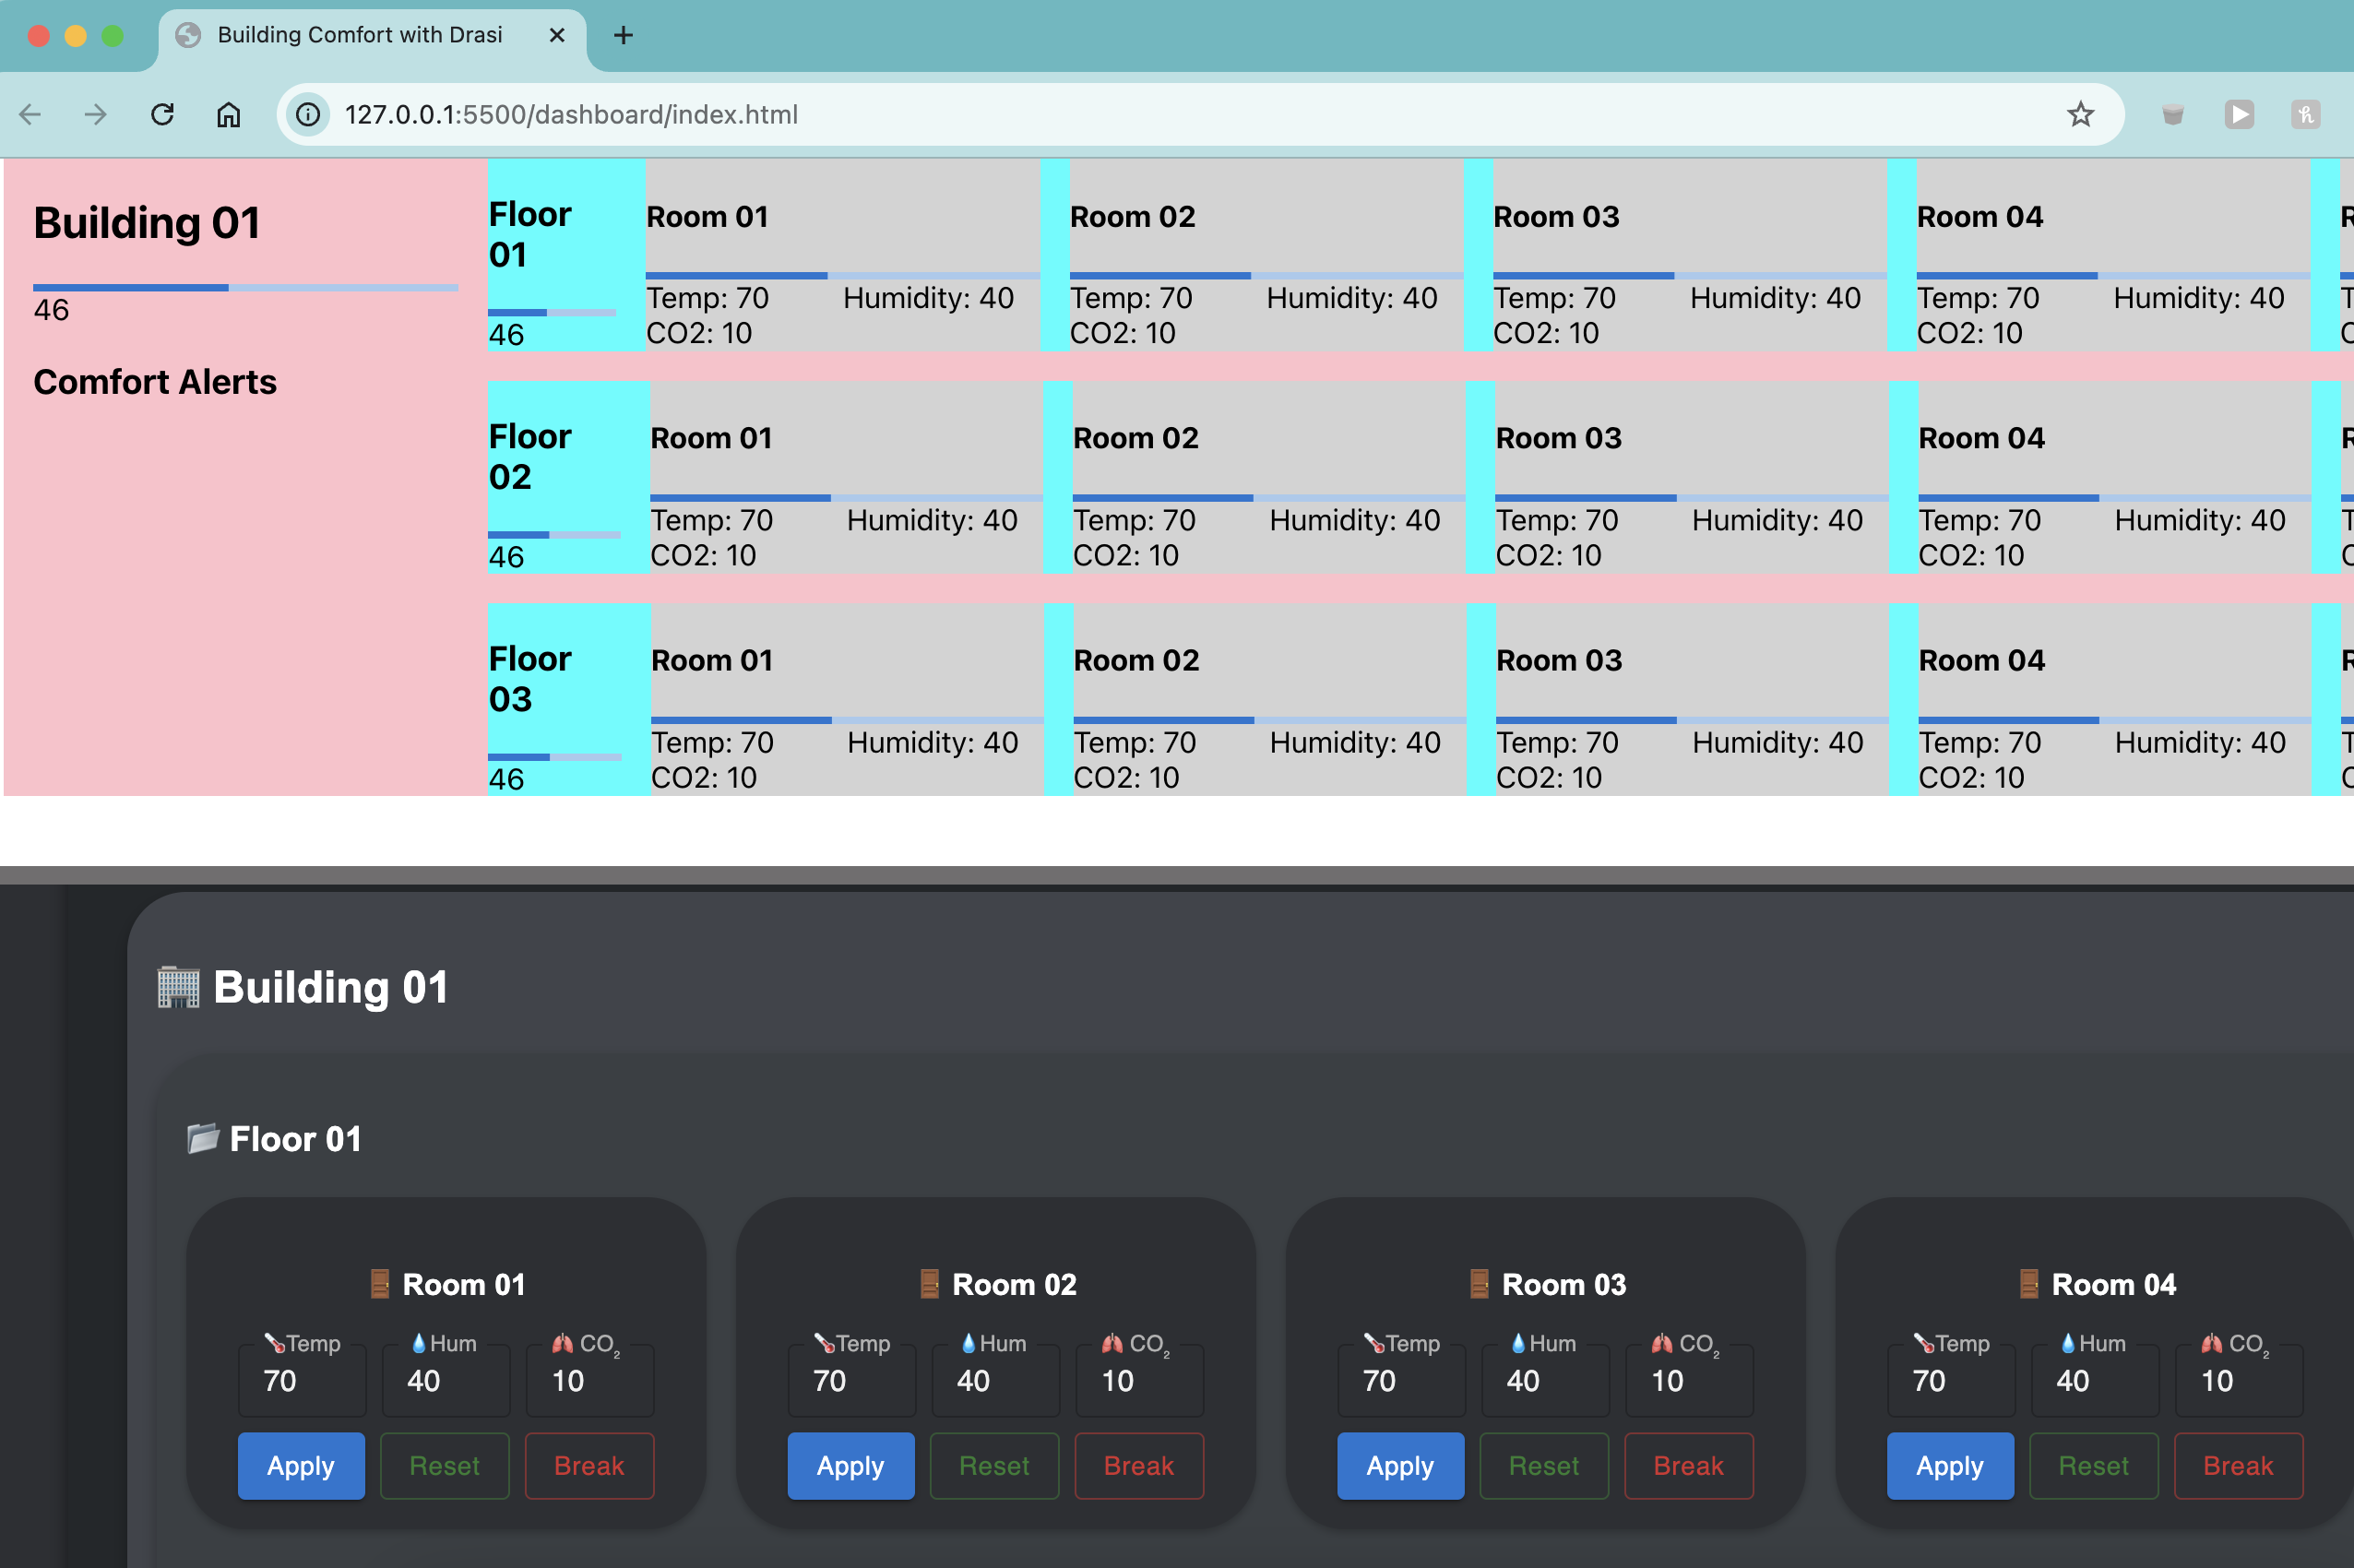 Building Comfort with Drasi
127.0.0.1:5500/dashboard/index.html
Building 01
46
Comfort Alerts
Floor
01
46
Room 01
Temp: 70 Humidity: 40
CO2: 10
Room 02
Temp: 70 Humidity: 40
CO2: 10
Room 03
Temp: 70 Humidity: 40
CO2: 10
Room 04
Temp: 70 Humidity: 40
CO2: 10
Floor
02
46
Room 01
Temp: 70 Humidity: 40
CO2: 10
Room 02
Temp: 70 Humidity: 40
CO2: 10
Room 03
Temp: 70 Humidity: 40
CO2: 10
Room 04
Temp: 70 Humidity: 40
CO2: 10
Floor
03
46
Room 01
Temp: 70 Humidity: 40
CO2: 10
Room 02
Temp: 70 Humidity: 40
CO2: 10
Room 03
Temp: 70 Humidity: 40
CO2: 10
Room 04
Temp: 70 Humidity: 40
CO2: 10
Building 01
Floor 01
Room 01
Temp Hum CO₂
70 40 10
Apply Reset Break
Room 02
Temp Hum CO₂
70 40 10
Apply Reset Break
Room 03
Temp Hum CO₂
70 40 10
Apply Reset Break
Room 04
Temp Hum CO₂
70 40 10
Apply Reset Break